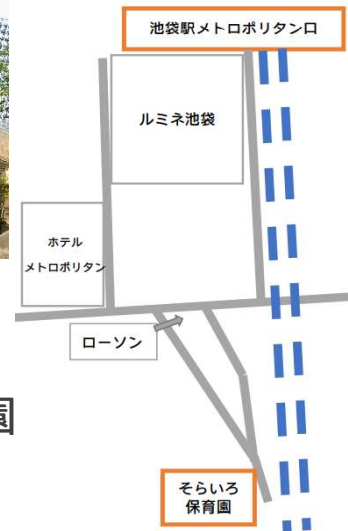 池袋駅メトロポリタン口
ルミネ池袋
ホテル
メトロポリタン
ローソン
園
そらいろ
保育園